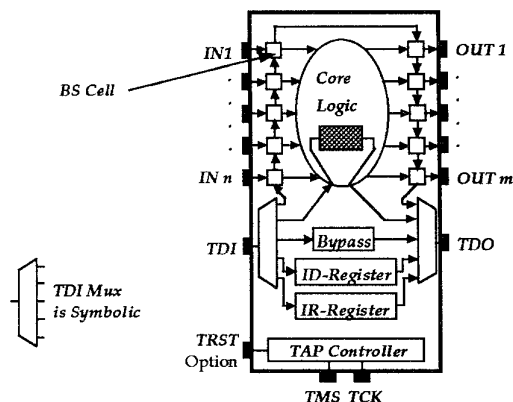 IN1
OUT 1
BS Cell
Core
Logic
IN n
OUT m
TDI
Bypass
TDO
ID-Register
IR-Register
TDI Mux
is Symbolic
TRST
Option
TAP Controller
TMS TCK